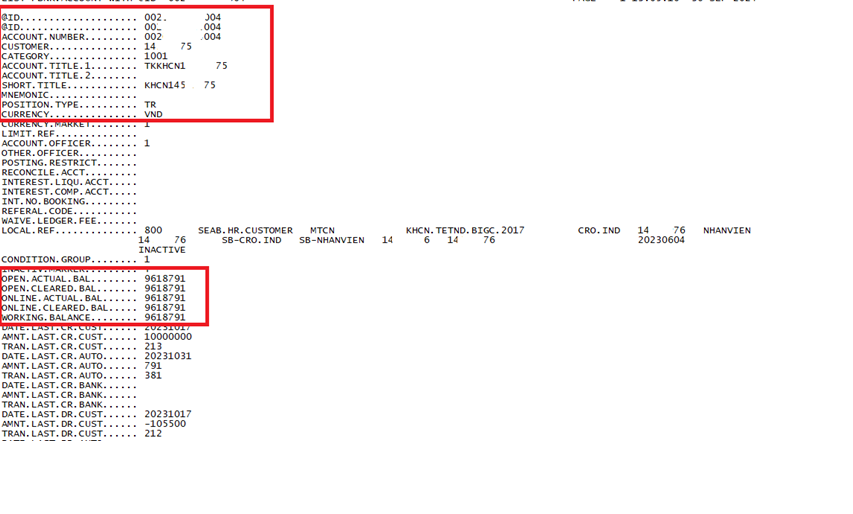 @ID.................... 002. .004
@ID.................... 00 .004
ACCOUNT.NUMBER......... 002 .004
CUSTOMER............... 14 75
CATEGORY............... 1001
ACCOUNT.TITLE.1........ TKKHCN1 75
ACCOUNT.TITLE.2........
SHORT.TITLE............ KHCN145 75
MNEMONIC...............
POSITION.TYPE.......... TR
CURRENCY............... VND
CURRENCY.MARKET........ 1
LIMIT.REF..............
ACCOUNT.OFFICER........ 1
OTHER.OFFICER..........
POSTING.RESTRICT.......
RECONCILE.ACCT.........
INTEREST.LIQU.ACCT.....
INTEREST.COMP.ACCT.....
INT.NO.BOOKING.........
REFERAL.CODE...........
WAIVE.LEDGER.FEE.......
LOCAL.REF.............. 800 SEAB.HR.CUSTOMER MTCN KHCN.TETND.BIGC.2017 CRO.IND 14 76 NHANVIEN
14 76 SB-CRO.IND SB-NHANVIEN 14 6 14 76 20230604
INACTIVE
CONDITION.GROUP........ 1
INACTIV.MARKER.........
OPEN.ACTUAL.BAL........ 9618791
OPEN.CLEARED.BAL....... 9618791
ONLINE.ACTUAL.BAL...... 9618791
ONLINE.CLEARED.BAL..... 9618791
WORKING.BALANCE........ 9618791
DATE.LAST.CR.CUST...... 20231017
AMNT.LAST.CR.CUST...... 10000000
TRAN.LAST.CR.CUST...... 213
DATE.LAST.CR.AUTO...... 20231031
AMNT.LAST.CR.AUTO...... 791
TRAN.LAST.CR.AUTO...... 381
DATE.LAST.CR.BANK......
AMNT.LAST.CR.BANK......
TRAN.LAST.CR.BANK......
DATE.LAST.DR.CUST...... 20231017
AMNT.LAST.DR.CUST...... -105500
TRAN.LAST.DR.CUST...... 212